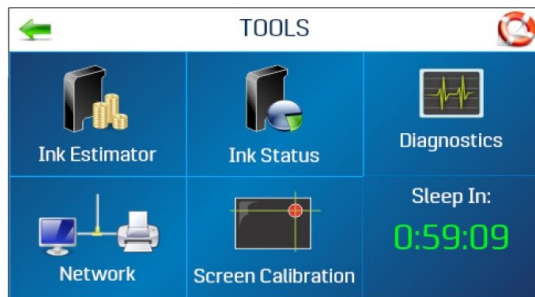 TOOLS
Ink Estimator
Ink Status
Diagnostics
Network
Screen Calibration
Sleep In:
0:59:09